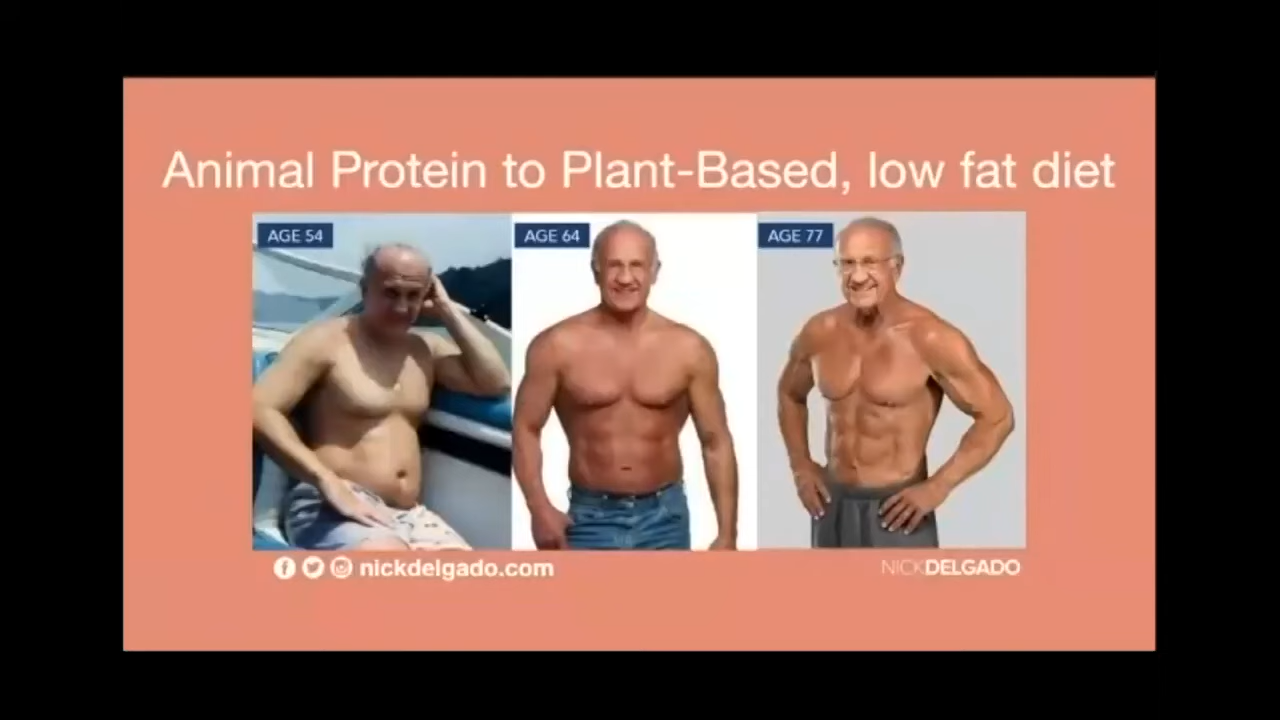 Animal Protein to Plant-Based, low fat diet
AGE 54
AGE 64
AGE 77
nickdelgado.com
NICKDELGADO